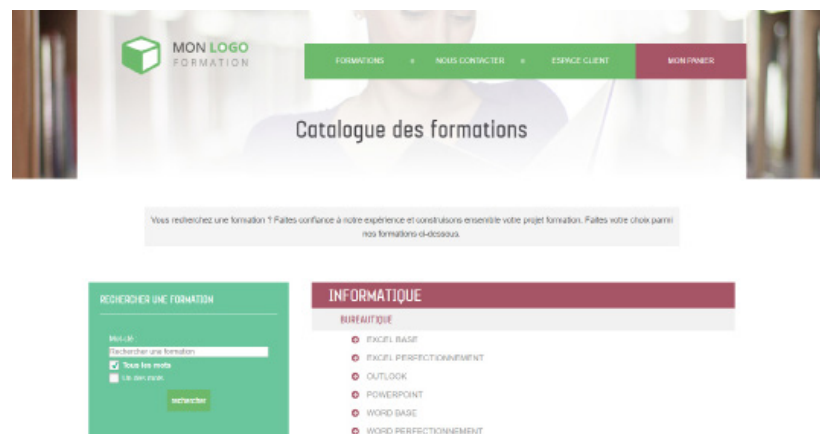 MON LOGO
FORMATION
FORMATIONS
NOUS CONTACTER
ESPACE CLIENT
MON PANIER
Catalogue des formations
Vous recherchez une formation ? Faites confiance à notre expérience et construisons ensemble votre projet formation. Faites votre choix parmi
nos formations ci-dessous.
RECHERCHER UNE FORMATION
Mot-clé
Rechercher une formation
Tous les mots
Un des mots
rechercher
INFORMATIQUE
BUREAUTIQUE
EXCEL BASE
EXCEL PERFECTIONNEMENT
OUTLOOK
POWERPOINT
WORD BASE
WORD PERFECTIONNEMENT